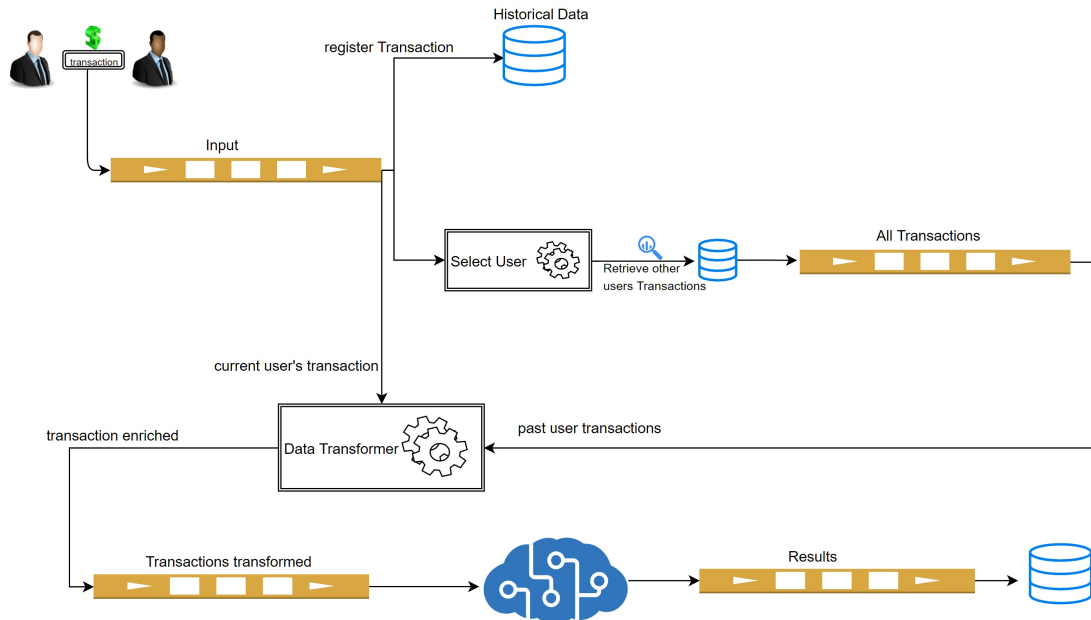 Historical Data
register Transaction
$
transaction
Input
All Transactions
Select User
Retrieve other
users Transactions
current user's transaction
transaction enriched
Data Transformer
past user transactions
Transactions transformed
Results